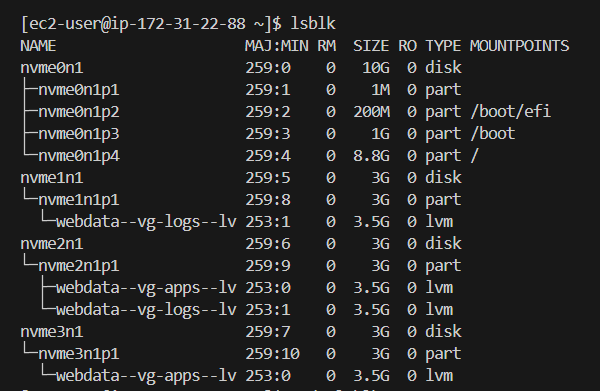 [ec2-user@ip-172-31-22-88 ~]$ lsblk
NAME                      MAJ:MIN RM  SIZE RO TYPE MOUNTPOINTS
nvme0n1                   259:0    0   10G  0 disk
├─nvme0n1p1               259:1    0    1M  0 part
├─nvme0n1p2               259:2    0  200M  0 part /boot/efi
├─nvme0n1p3               259:3    0    1G  0 part /boot
└─nvme0n1p4               259:4    0  8.8G  0 part /
nvme1n1                   259:5    0    3G  0 disk
└─nvme1n1p1               259:8    0    3G  0 part
  └─webdata--vg-logs--lv 253:1    0  3.5G  0 lvm
nvme2n1                   259:6    0    3G  0 disk
└─nvme2n1p1               259:9    0    3G  0 part
  ├─webdata--vg-apps--lv 253:0    0  3.5G  0 lvm
  └─webdata--vg-logs--lv 253:1    0  3.5G  0 lvm
nvme3n1                   259:7    0    3G  0 disk
└─nvme3n1p1               259:10   0    3G  0 part
  └─webdata--vg-apps--lv 253:0    0  3.5G  0 lvm